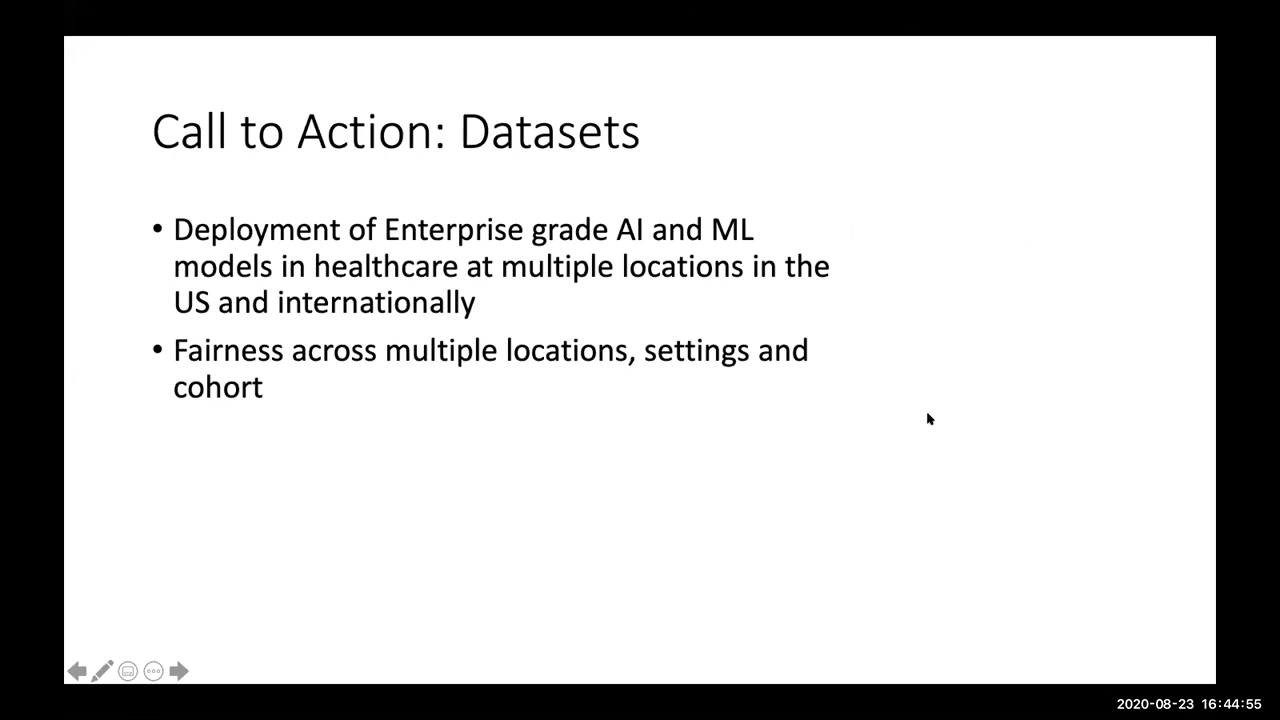 Call to Action: Datasets
• Deployment of Enterprise grade AI and ML
models in healthcare at multiple locations in the
US and internationally
• Fairness across multiple locations, settings and
cohort
2020-08-23 16:44:55